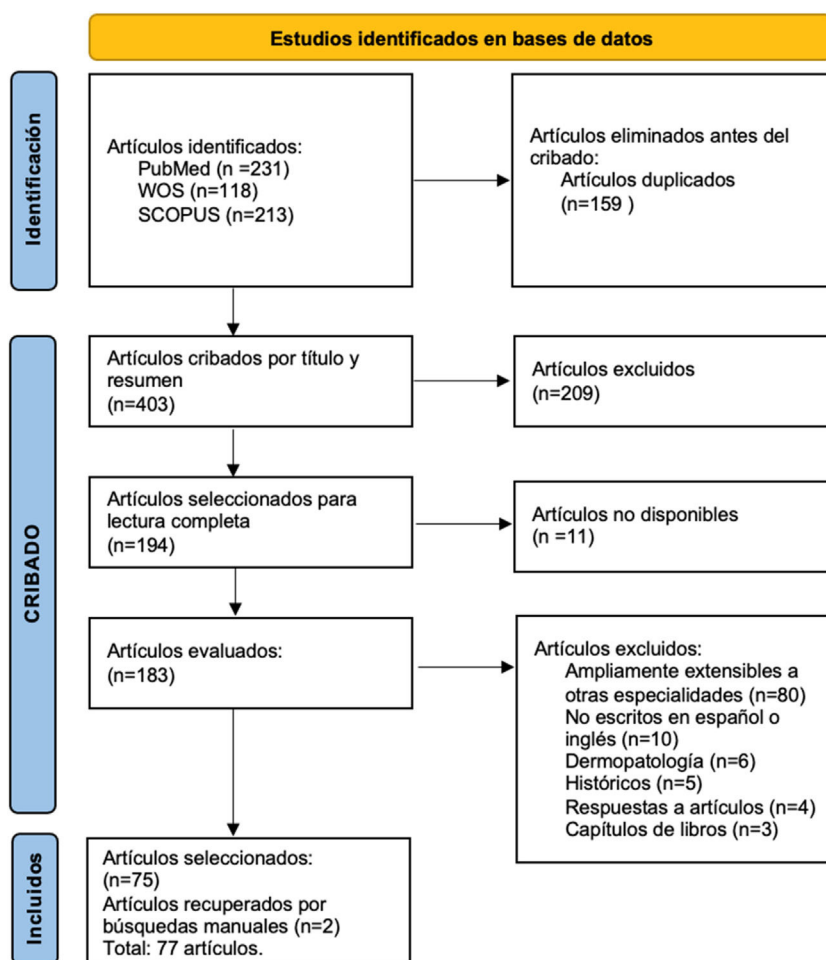 Estudios identificados en bases de datos
Identificación
Artículos identificados:
PubMed (n =231)
WOS (n=118)
SCOPUS (n=213)
Artículos eliminados antes del
cribado:
Artículos duplicados
(n=159 )
CRIBADO
Artículos cribados por título y
resumen
(n=403)
Artículos excluidos
(n=209)
Artículos seleccionados para
lectura completa
(n=194)
Artículos no disponibles
(n =11)
Artículos evaluados:
(n=183)
Artículos excluidos:
Ampliamente extensibles a
otras especialidades (n=80)
No escritos en español o
inglés (n=10)
Dermopatología (n=6)
Históricos (n=5)
Respuestas a artículos (n=4)
Capítulos de libros (n=3)
Incluidos
Artículos seleccionados:
(n=75)
Artículos recuperados por
búsquedas manuales (n=2)
Total: 77 artículos.